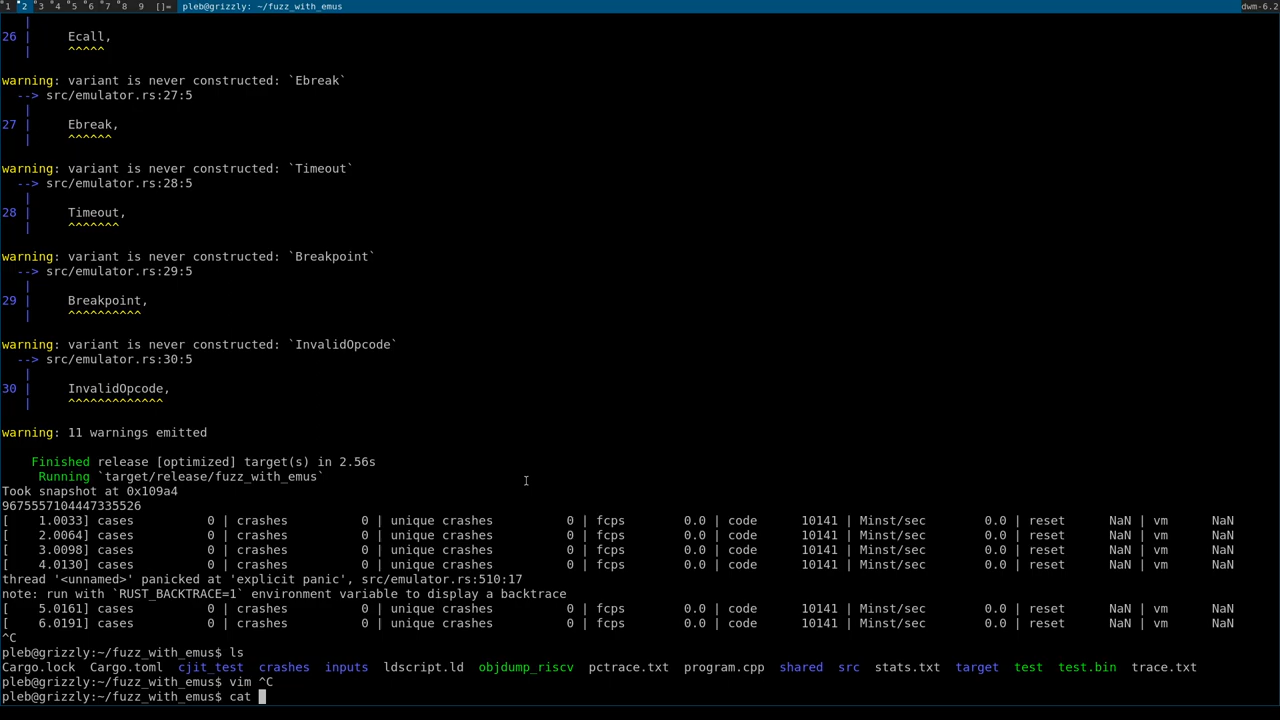 1 2 3 4 5 6 7 8 9 []= pleb@grizzly: ~/fuzz_with_emus dwm-6.2
|
26 | Ecall,
| ^^^^^
warning: variant is never constructed: `Ebreak`
--> src/emulator.rs:27:5
|
27 | Ebreak,
| ^^^^^^
warning: variant is never constructed: `Timeout`
--> src/emulator.rs:28:5
|
28 | Timeout,
| ^^^^^^^
warning: variant is never constructed: `Breakpoint`
--> src/emulator.rs:29:5
|
29 | Breakpoint,
| ^^^^^^^^^^
warning: variant is never constructed: `InvalidOpcode`
--> src/emulator.rs:30:5
|
30 | InvalidOpcode,
| ^^^^^^^^^^^^^
warning: 11 warnings emitted
Finished release [optimized] target(s) in 2.56s
Running `target/release/fuzz_with_emus`
Took snapshot at 0x109a4
9675557104447335526
[ 1.0033] cases 0 | crashes 0 | unique crashes 0 | fcps 0.0 | code 10141 | Minst/sec 0.0 | reset NaN | vm NaN
[ 2.0064] cases 0 | crashes 0 | unique crashes 0 | fcps 0.0 | code 10141 | Minst/sec 0.0 | reset NaN | vm NaN
[ 3.0098] cases 0 | crashes 0 | unique crashes 0 | fcps 0.0 | code 10141 | Minst/sec 0.0 | reset NaN | vm NaN
[ 4.0130] cases 0 | crashes 0 | unique crashes 0 | fcps 0.0 | code 10141 | Minst/sec 0.0 | reset NaN | vm NaN
thread '<unnamed>' panicked at 'explicit panic', src/emulator.rs:510:17
note: run with `RUST_BACKTRACE=1` environment variable to display a backtrace
[ 5.0161] cases 0 | crashes 0 | unique crashes 0 | fcps 0.0 | code 10141 | Minst/sec 0.0 | reset NaN | vm NaN
[ 6.0191] cases 0 | crashes 0 | unique crashes 0 | fcps 0.0 | code 10141 | Minst/sec 0.0 | reset NaN | vm NaN
^C
pleb@grizzly:~/fuzz_with_emus$ ls
Cargo.lock Cargo.toml cjit_test crashes inputs ldscript.ld objdump_riscv pctrace.txt program.cpp shared src stats.txt target test test.bin trace.txt
pleb@grizzly:~/fuzz_with_emus$ vim ^C
pleb@grizzly:~/fuzz_with_emus$ cat